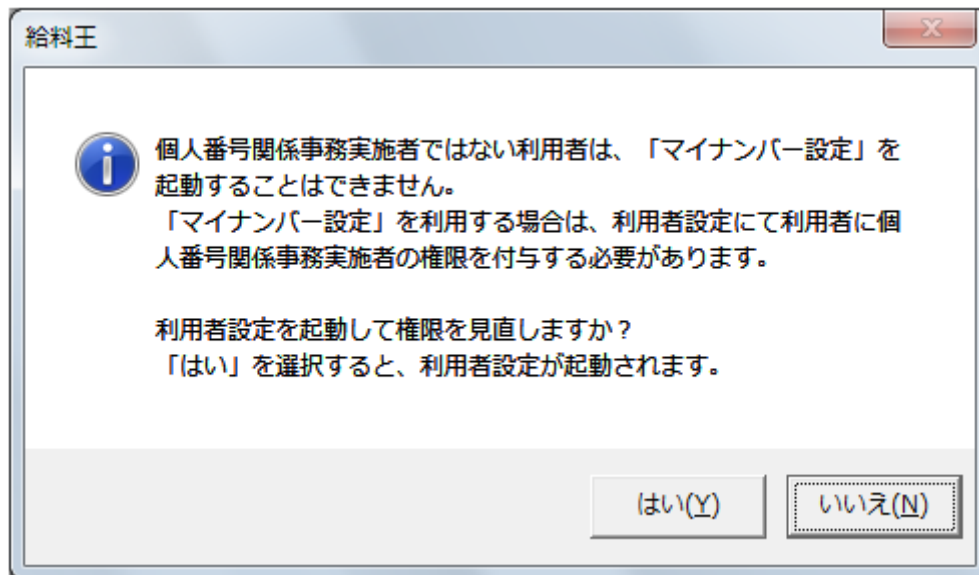 給料王
個人番号関係事務実施者ではない利用者は、「マイナンバー設定」を
起動することはできません。
「マイナンバー設定」を利用する場合は、利用者設定にて利用者に個
人番号関係事務実施者の権限を付与する必要があります。
利用者設定を起動して権限を見直しますか？
「はい」を選択すると、利用者設定が起動されます。
はい(Y)
いいえ(N)